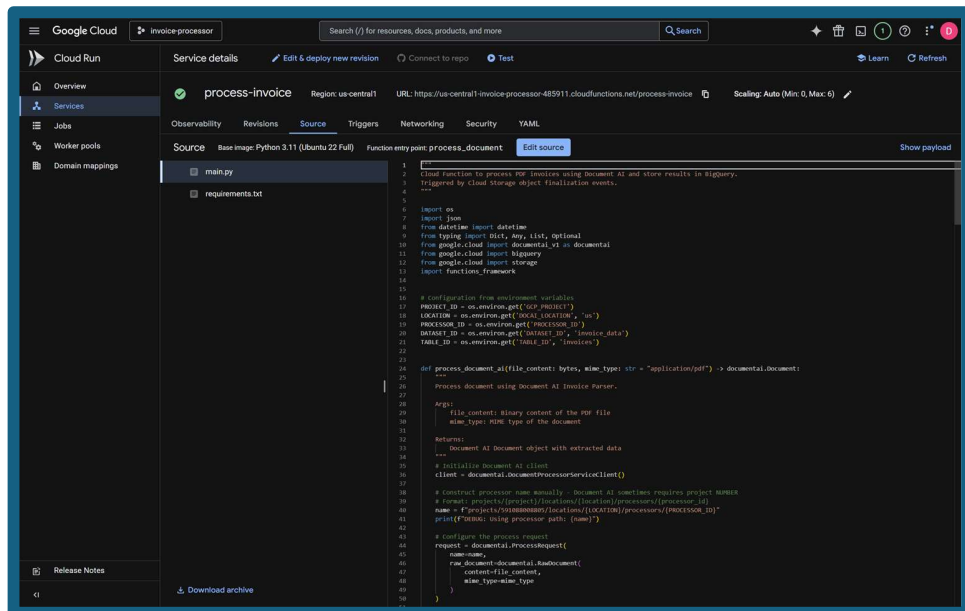 Google Cloud
invoice-processor
Search (/) for resources, docs, products, and more
Search
1
D
Cloud Run
Service details
Edit & deploy new revision
Connect to repo
Test
Learn
Refresh
Overview
Services
Jobs
Worker pools
Domain mappings
process-invoice
Region: us-central1
URL: https://us-central1-invoice-processor-485911.cloudfunctions.net/process-invoice
Scaling: Auto (Min: 0, Max: 6)
Observability
Revisions
Source
Triggers
Networking
Security
YAML
Source
Base image: Python 3.11 (Ubuntu 22 Full)
Function entry point: process_document
Edit source
Show payload
main.py
requirements.txt
1 """
2 Cloud Function to process PDF invoices using Document AI and store results in BigQuery.
3 Triggered by Cloud Storage object finalization events.
4 """
5
6 import os
7 import json
8 from datetime import datetime
9 from typing import Dict, Any, List, Optional
10 from google.cloud import documentai_v1 as documentai
11 from google.cloud import bigquery
12 from google.cloud import storage
13 import functions_framework
14
15
16 # Configuration from environment variables
17 PROJECT_ID = os.environ.get('GCP_PROJECT')
18 LOCATION = os.environ.get('DOCAI_LOCATION', 'us')
19 PROCESSOR_ID = os.environ.get('PROCESSOR_ID')
20 DATASET_ID = os.environ.get('DATASET_ID', 'invoice_data')
21 TABLE_ID = os.environ.get('TABLE_ID', 'invoices')
22
23
24 def process_document_ai(file_content: bytes, mime_type: str = "application/pdf") -> documentai.Document:
25 """
26 Process document using Document AI Invoice Parser.
27
28 Args:
29 file_content: Binary content of the PDF file
30 mime_type: MIME type of the document
31
32 Returns:
33 Document AI Document object with extracted data
34 """
35 # Initialize Document AI client
36 client = documentai.DocumentProcessorServiceClient()
37
38 # Construct processor name manually - Document AI sometimes requires project NUMBER
39 # Format: projects/{project}/locations/{location}/processors/{processor_id}
40 name = f"projects/591088008805/locations/{LOCATION}/processors/{PROCESSOR_ID}"
41 print(f"DEBUG: Using processor path: {name}")
42
43 # Configure the process request
44 request = documentai.ProcessRequest(
45 name=name,
46 raw_document=documentai.RawDocument(
47 content=file_content,
48 mime_type=mime_type
49 )
50 )
Release Notes
Download archive